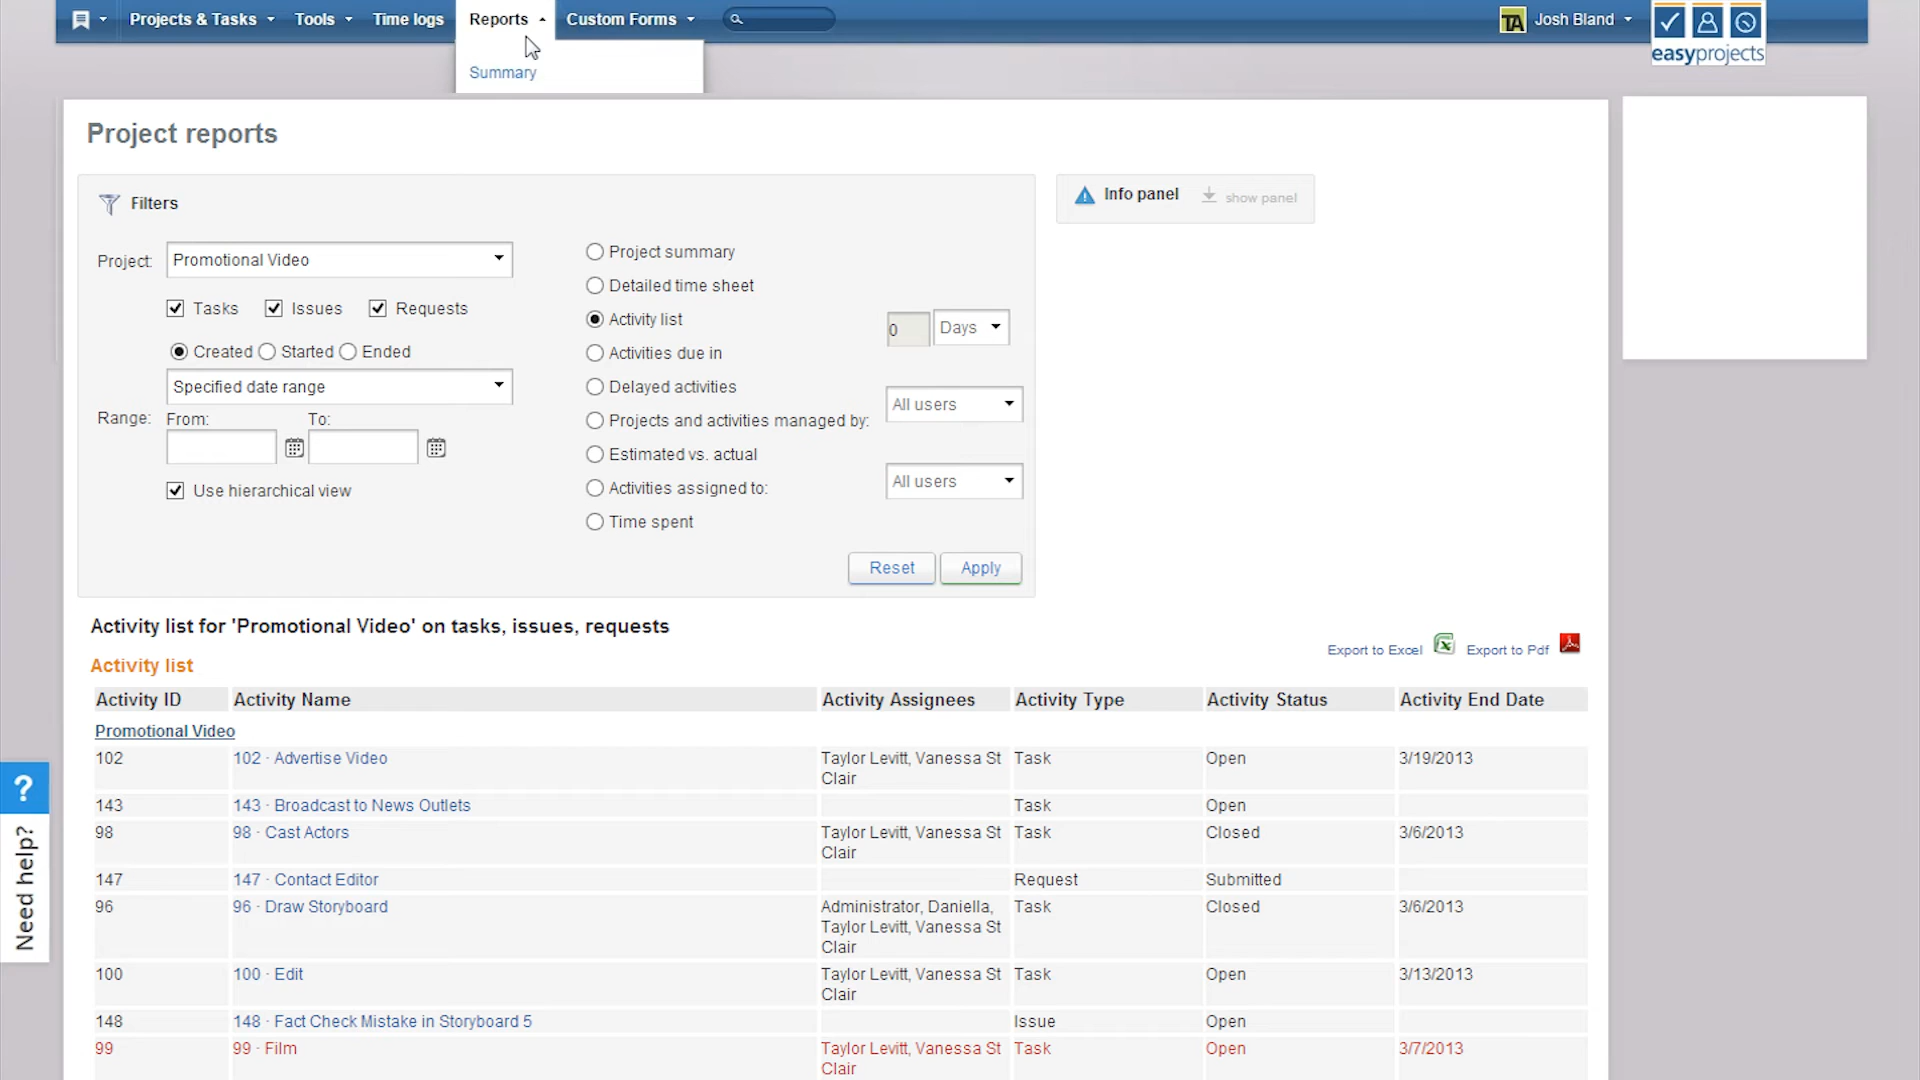 Projects & Tasks Tools Time logs Reports Custom Forms TA Josh Bland
easyprojects
Summary
Project reports
Filters
Info panel show panel
Project: Promotional Video
Tasks Issues Requests
Created Started Ended
Specified date range
Range: From: To:
Use hierarchical view
Project summary
Detailed time sheet
Activity list 0 Days
Activities due in
Delayed activities
All users
Projects and activities managed by:
Estimated vs. actual
Activities assigned to: All users
Time spent
Reset Apply
Activity list for 'Promotional Video' on tasks, issues, requests
Export to Excel Export to Pdf
Activity list
Activity ID Activity Name Activity Assignees Activity Type Activity Status Activity End Date
Promotional Video
102 102 · Advertise Video Taylor Levitt, Vanessa St Task Open 3/19/2013
Clair
143 143 · Broadcast to News Outlets Task Open
98 98 · Cast Actors Taylor Levitt, Vanessa St Task Closed 3/6/2013
Clair
147 147 · Contact Editor Request Submitted
96 96 · Draw Storyboard Administrator, Daniella, Task Closed 3/6/2013
Taylor Levitt, Vanessa St
Clair
100 100 · Edit Taylor Levitt, Vanessa St Task Open 3/13/2013
Clair
148 148 · Fact Check Mistake in Storyboard 5 Issue Open
99 99 · Film Taylor Levitt, Vanessa St Task Open 3/7/2013
Clair
?
Need help?